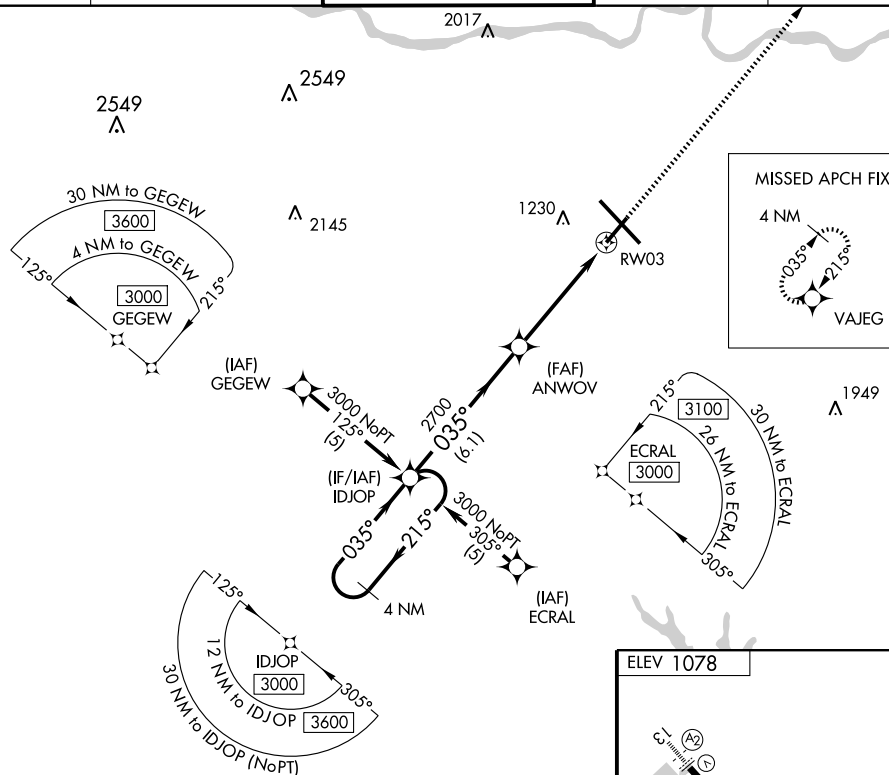 2017
2549
2549
30 NM to GEGEW
3600
4 NM to GEGEW
125°
3000
GEGEW
215°
2145
1230
RW03
MISSED APCH FIX
4 NM
035°
215°
VAJEG
(IAF)
GEGEW
3000 NoPT
125°
(5)
(FAF)
ANWOV
2700
035°
(6.1)
(IF/IAF)
IDJOP
035°
215°
4 NM
3000 NoPT
305°
(5)
(IAF)
ECRAL
215°
3100
30 NM to ECRAL
ECRAL
3000
26 NM to ECRAL
305°
1949
125°
IDJOP
3000
305°
12 NM to IDJOP
3600
30 NM to IDJOP (NoPT)
ELEV 1078
13
A2
V